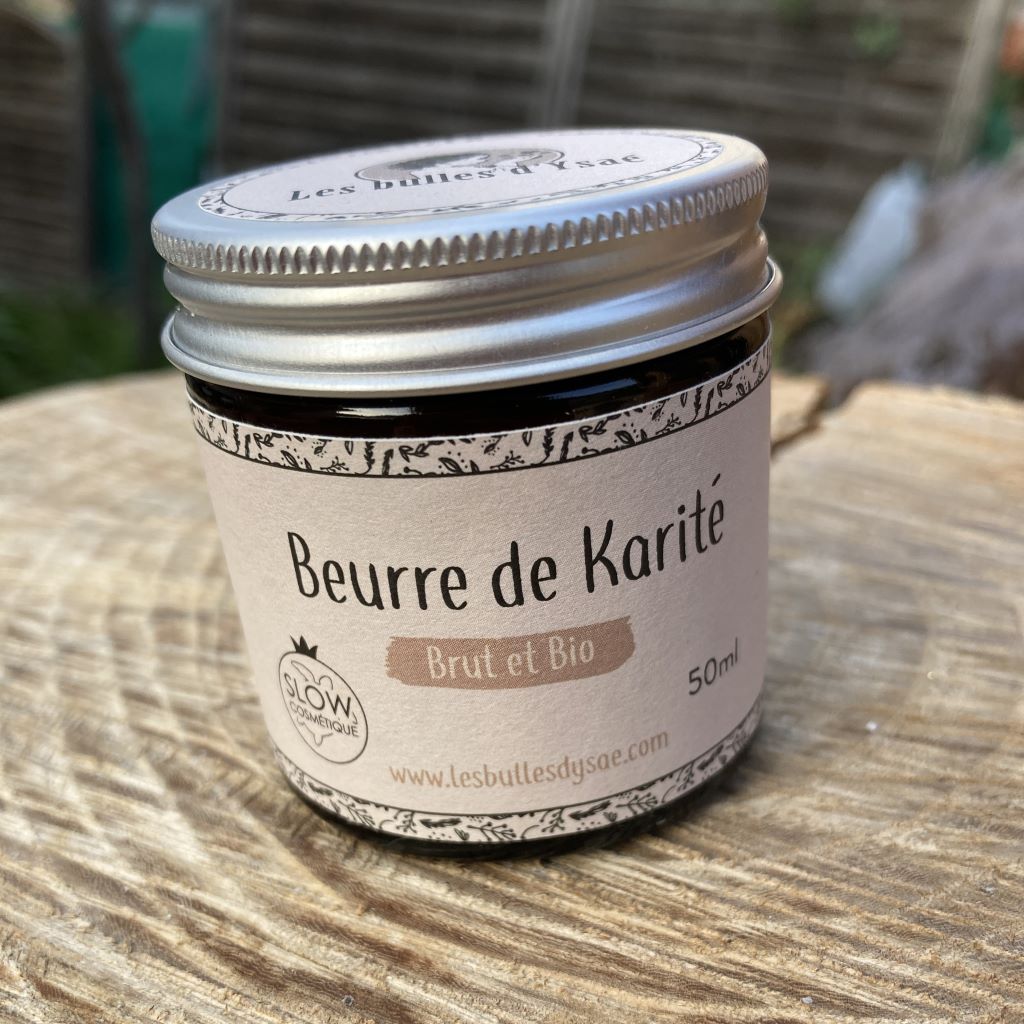 Les bulles d'Ysae
Beurre de Karité
Brut et Bio
50ml
SLOW
COSMÉTIQUE
www.lesbullesdysae.com